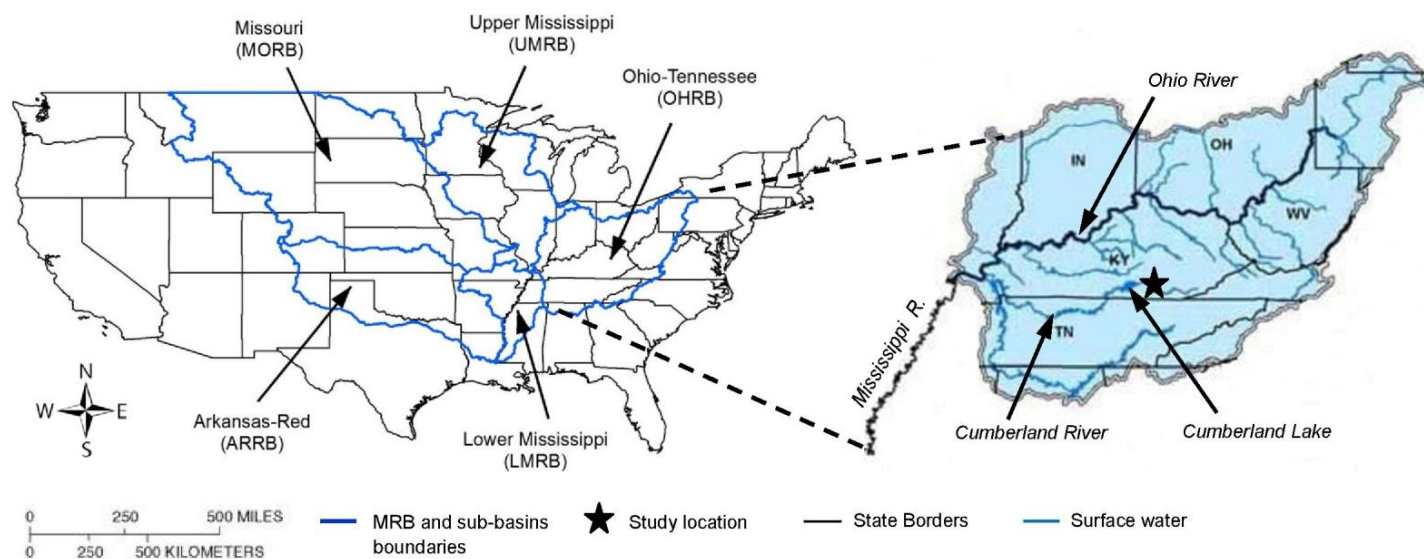 Missouri
(MORB)
Upper Mississippi
(UMRB)
Ohio-Tennessee
(OHRB)
Arkansas-Red
(ARRB)
Lower Mississippi
(LMRB)
N
W E
S
Ohio River
IN
OH
WV
KY
TN
Mississippi R.
Cumberland River
Cumberland Lake
0 250 500 MILES
0 250 500 KILOMETERS
MRB and sub-basins
boundaries
Study location
State Borders
Surface water